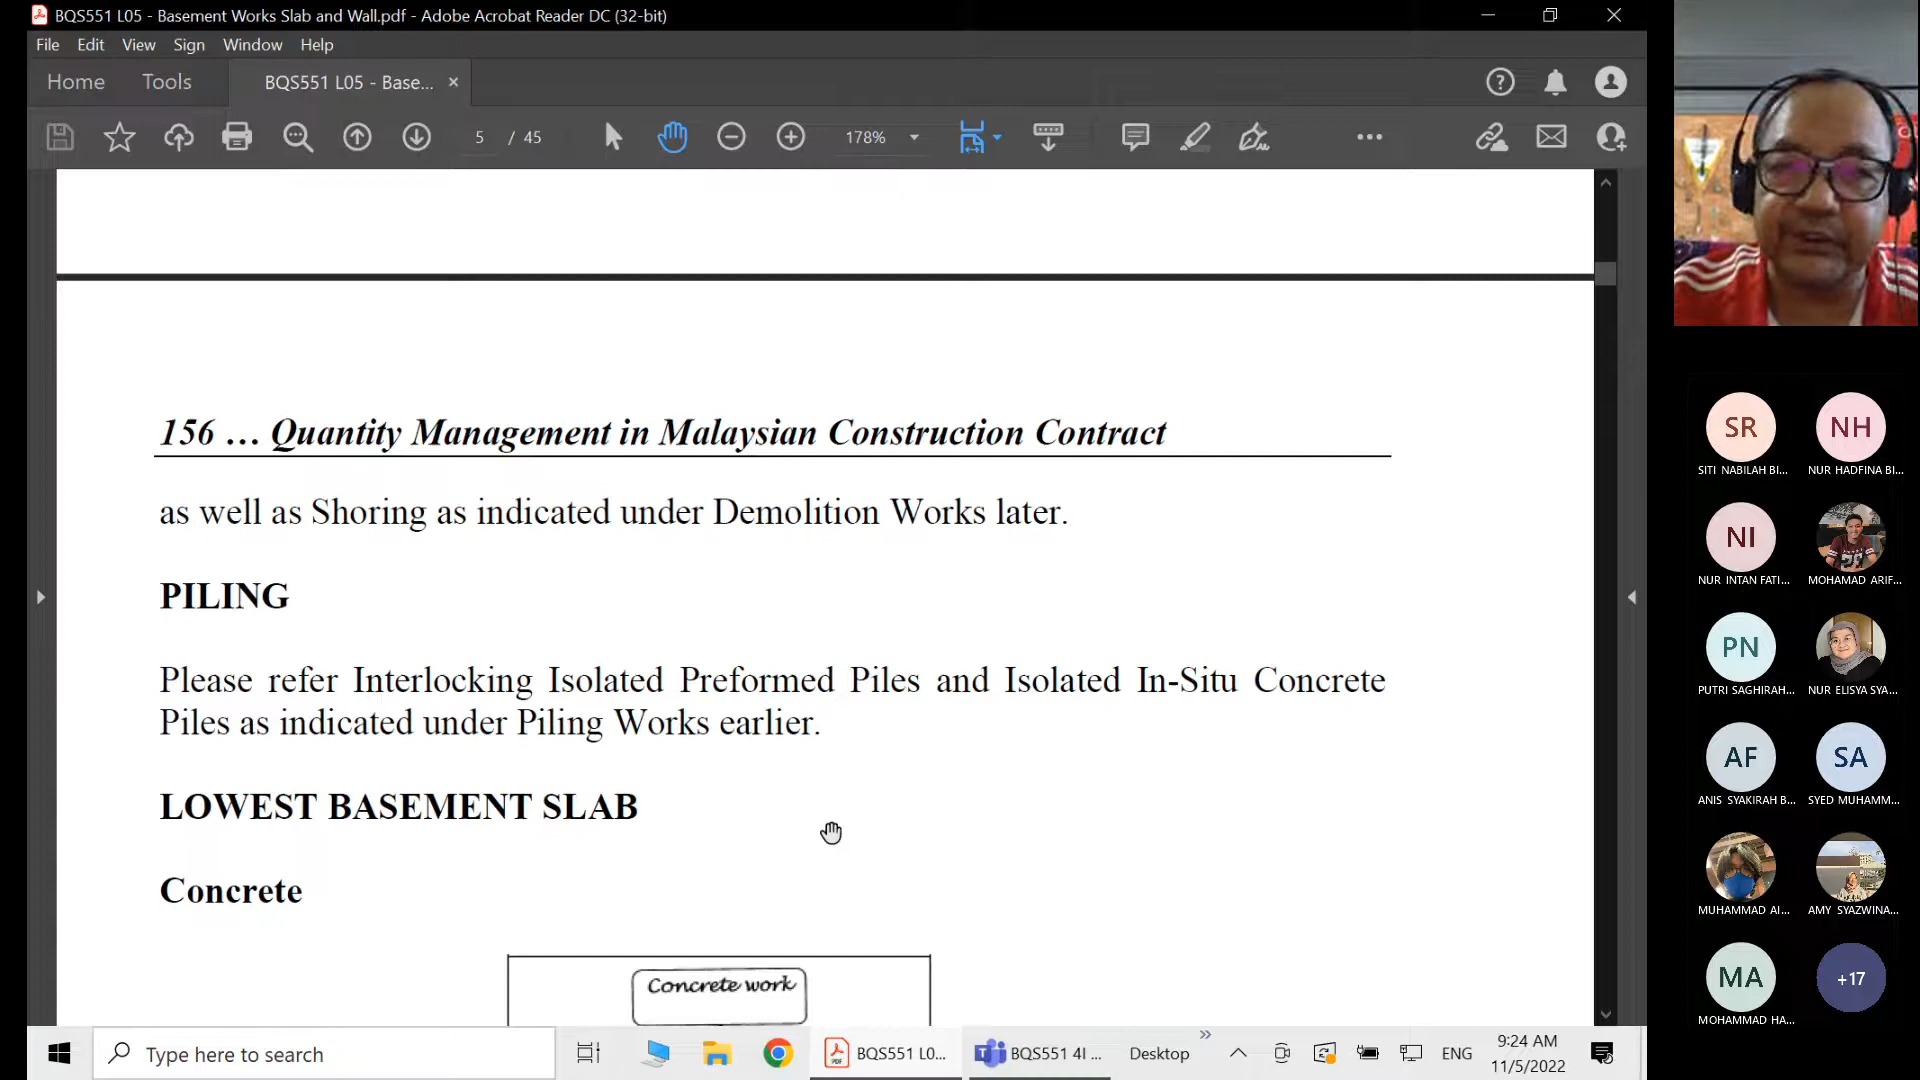 BQS551 L05 - Basement Works Slab and Wall.pdf - Adobe Acrobat Reader DC (32-bit)
File Edit View Sign Window Help
Home Tools BQS551 L05 - Base... ×
5 / 45 178%
156 … Quantity Management in Malaysian Construction Contract
as well as Shoring as indicated under Demolition Works later.
PILING
Please refer Interlocking Isolated Preformed Piles and Isolated In-Situ Concrete
Piles as indicated under Piling Works earlier.
LOWEST BASEMENT SLAB
Concrete
Concrete work
SR NH
SITI NABILAH BI... NUR HADFINA BI...
NI
NUR INTAN FATI... MOHAMAD ARIF...
PN
PUTRI SAGHIRAH... NUR ELISYA SYA...
AF SA
ANIS SYAKIRAH B... SYED MUHAMM...
MUHAMMAD AI... AMY SYAZWINA...
MA +17
MOHAMMAD HA...
Type here to search
BQS551 L0...
BQS551 4I ...
Desktop
ENG
9:24 AM
11/5/2022